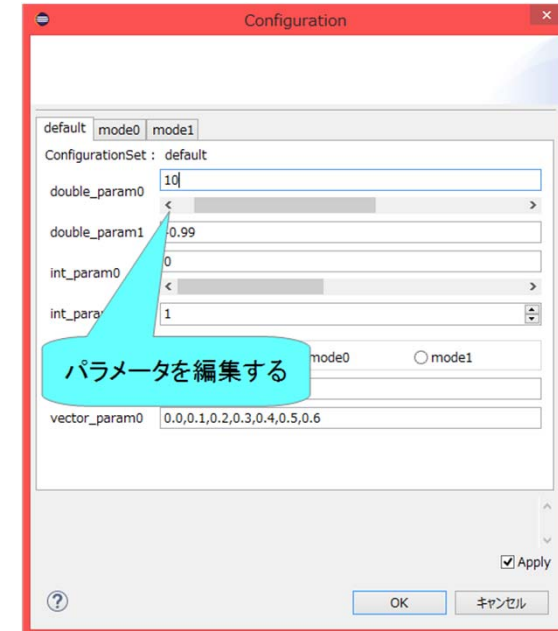 Configuration
default mode0 mode1
ConfigurationSet : default
double_param0 10
double_param1 -0.99
int_param0 0
1
パラメータを編集する
mode0 mode1
vector_param0 0.0,0.1,0.2,0.3,0.4,0.5,0.6
Apply
OK キャンセル